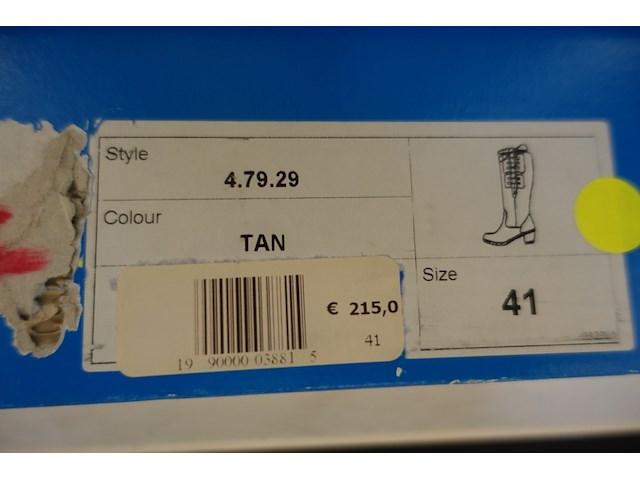 Style
4.79.29
Colour
TAN
Size
41
€ 215,0
41
19 90000 03881 5